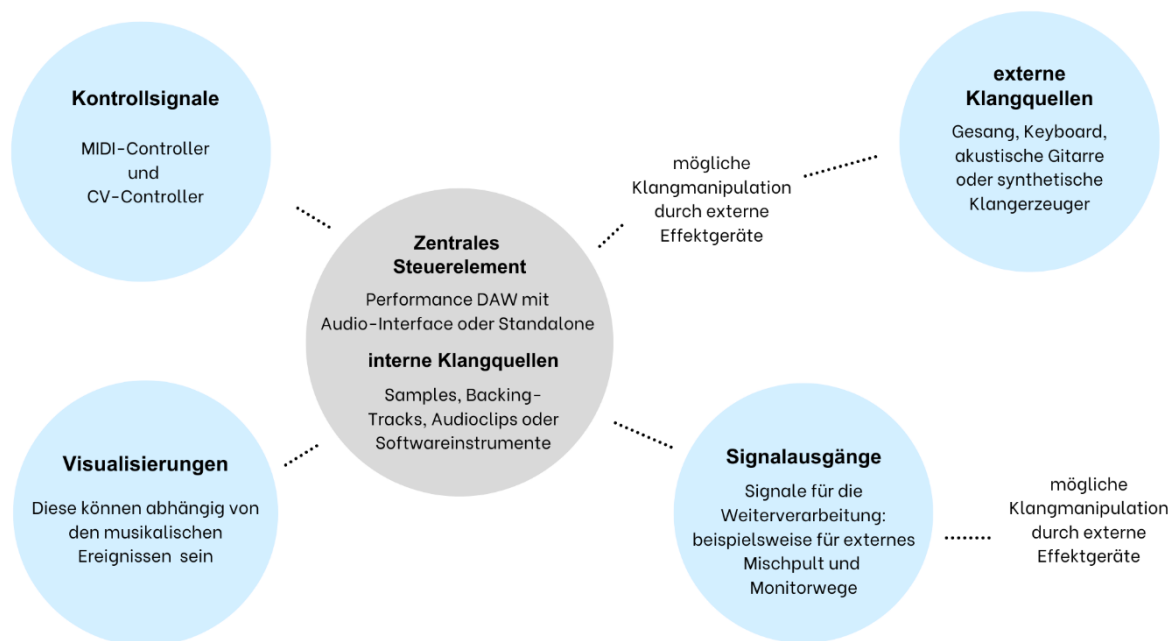 Kontrollsignale
MIDI-Controller
und
CV-Controller
externe
Klangquellen
Gesang, Keyboard,
akustische Gitarre
oder synthetische
Klangerzeuger
mögliche
Klangmanipulation
durch externe
Effektgeräte
Zentrales
Steuerelement
Performance DAW mit
Audio-Interface oder Standalone
interne Klangquellen
Samples, Backing-
Tracks, Audioclips oder
Softwareinstrumente
Visualisierungen
Diese können abhängig von
den musikalischen
Ereignissen sein
Signalausgänge
Signale für die
Weiterverarbeitung:
beispielsweise für externes
Mischpult und
Monitorwege
mögliche
Klangmanipulation
durch externe
Effektgeräte